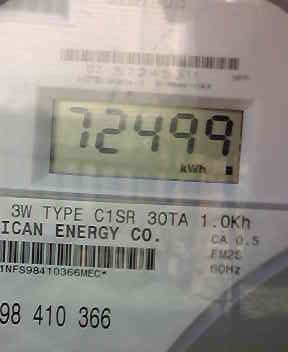 72499
kWh
3W TYPE C1SR 30TA 1.0Kh
ICAN ENERGY CO.
CA 0.5
FM2S
60Hz
1NFS98410366MEC*
98 410 366